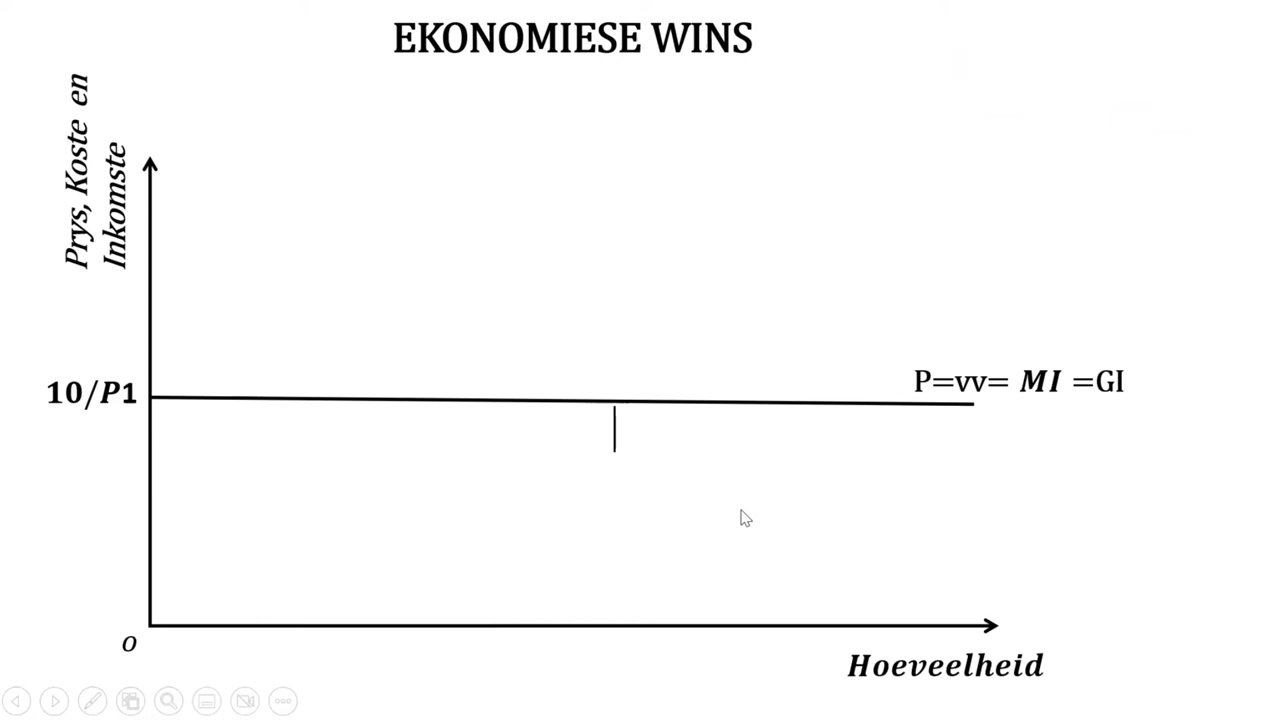 EKONOMIESE WINS
Prys, Koste en
Inkomste
10/P1
P=vv= MI =GI
O
Hoeveelheid